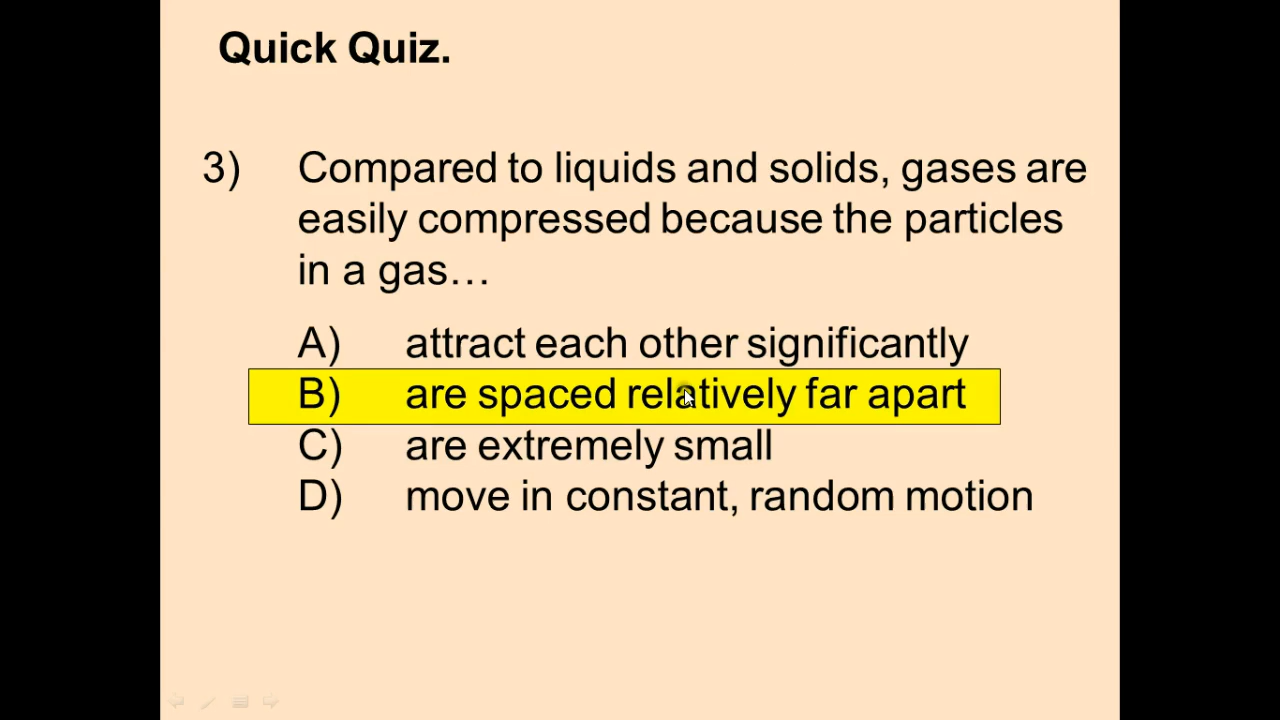 Quick Quiz.
3) Compared to liquids and solids, gases are
easily compressed because the particles
in a gas…
A) attract each other significantly
B) are spaced relatively far apart
C) are extremely small
D) move in constant, random motion